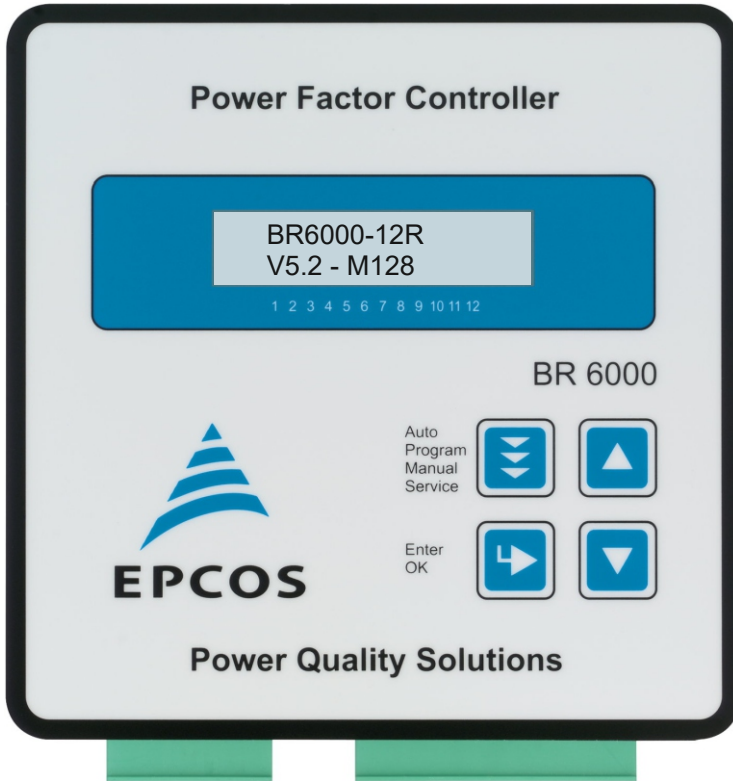 Power Factor Controller
BR6000-12R
V5.2 - M128
1 2 3 4 5 6 7 8 9 10 11 12
BR 6000
Auto
Program
Manual
Service
Enter
OK
EPCOS
Power Quality Solutions